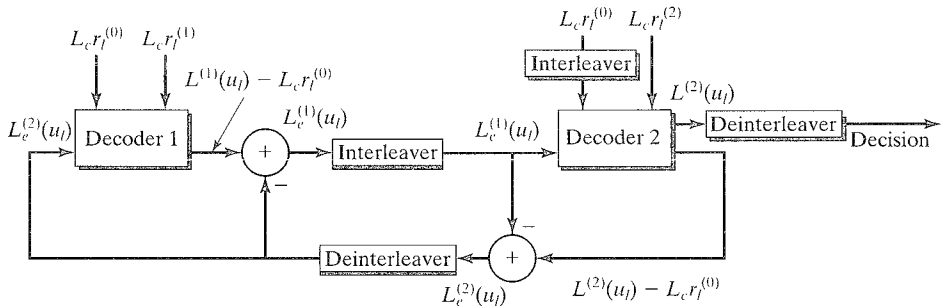 L_c r_l^(0)
L_c r_l^(1)
L^(1)(u_l) − L_c r_l^(0)
L_e^(2)(u_l)
Decoder 1
+
−
L_e^(1)(u_l)
Interleaver
L_e^(1)(u_l)
L_c r_l^(0)
L_c r_l^(2)
Interleaver
Decoder 2
L^(2)(u_l)
Deinterleaver
Decision
−
+
Deinterleaver
L_e^(2)(u_l)
L^(2)(u_l) − L_c r_l^(0)